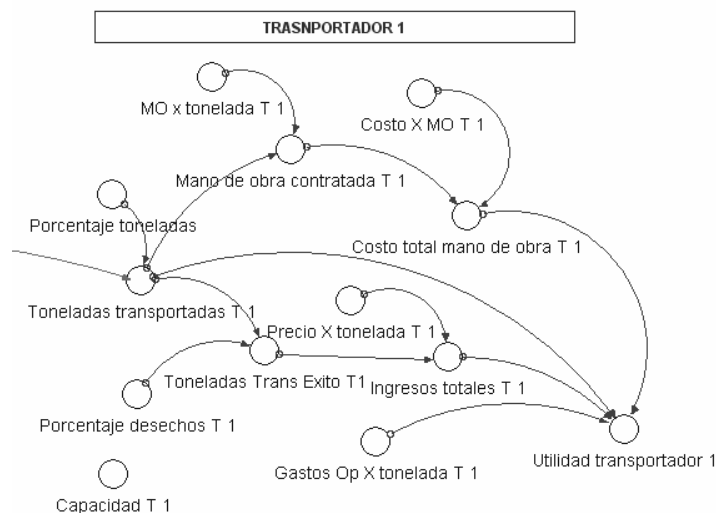 TRASNPORTADOR 1
MO x tonelada T 1
Costo X MO T 1
Mano de obra contratada T 1
Porcentaje toneladas
Costo total mano de obra T 1
Toneladas transportadas T 1
Precio X tonelada T 1
Toneladas Trans Exito T1
Ingresos totales T 1
Porcentaje desechos T 1
Utilidad transportador 1
Gastos Op X tonelada T 1
Capacidad T 1